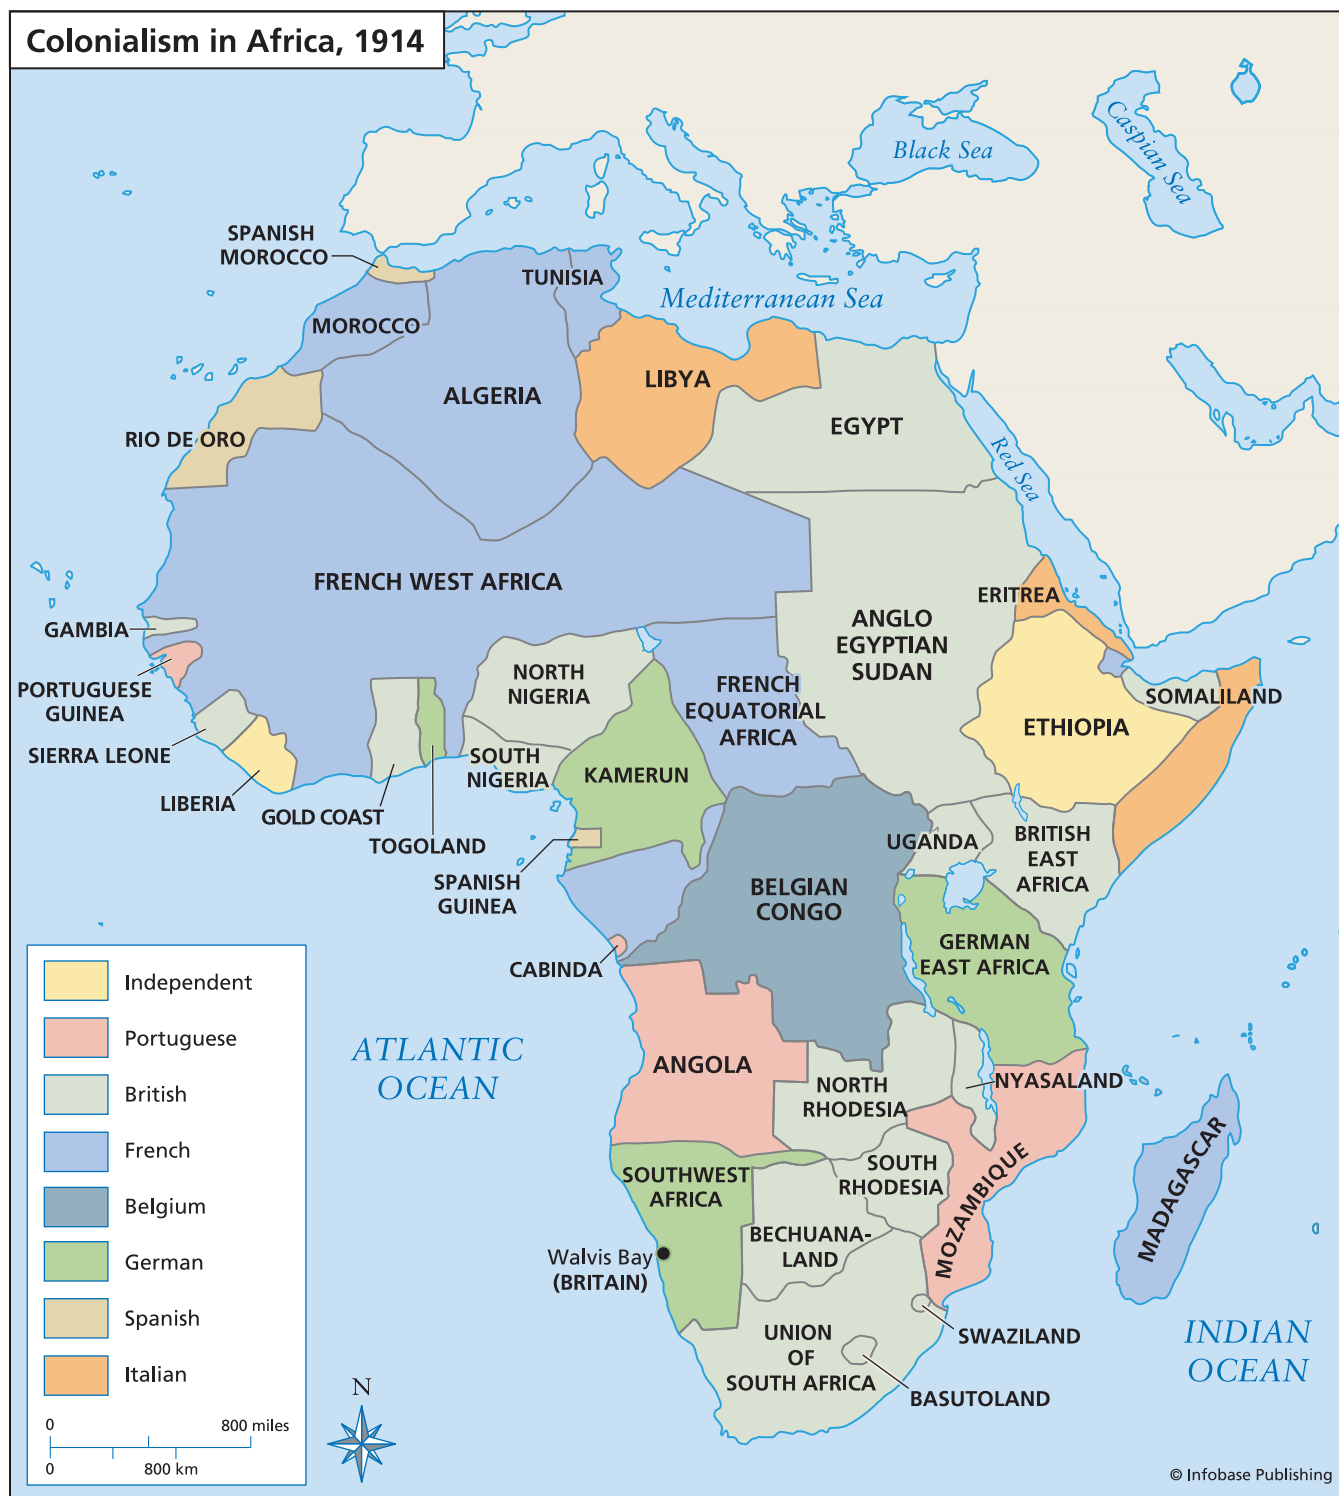 Colonialism in Africa, 1914
Black Sea
Caspian Sea
SPANISH
MOROCCO
TUNISIA
Mediterranean Sea
MOROCCO
LIBYA
ALGERIA
EGYPT
RIO DE ORO
Red Sea
FRENCH WEST AFRICA
ERITREA
GAMBIA
ANGLO
EGYPTIAN
SUDAN
NORTH
NIGERIA
FRENCH
EQUATORIAL
AFRICA
PORTUGUESE
GUINEA
SOMALILAND
ETHIOPIA
SIERRA LEONE
SOUTH
NIGERIA
KAMERUN
LIBERIA
GOLD COAST
TOGOLAND
UGANDA
BRITISH
EAST
AFRICA
SPANISH
GUINEA
BELGIAN
CONGO
GERMAN
EAST AFRICA
CABINDA
Independent
Portuguese
British
French
Belgium
German
Spanish
Italian
0
800 miles
0
800 km
N
ATLANTIC
OCEAN
ANGOLA
NORTH
RHODESIA
NYASALAND
SOUTHWEST
AFRICA
SOUTH
RHODESIA
MOZAMBIQUE
MADAGASCAR
BECHUANA-
LAND
Walvis Bay
(BRITAIN)
UNION
OF
SOUTH AFRICA
SWAZILAND
BASUTOLAND
INDIAN
OCEAN
© Infobase Publishing